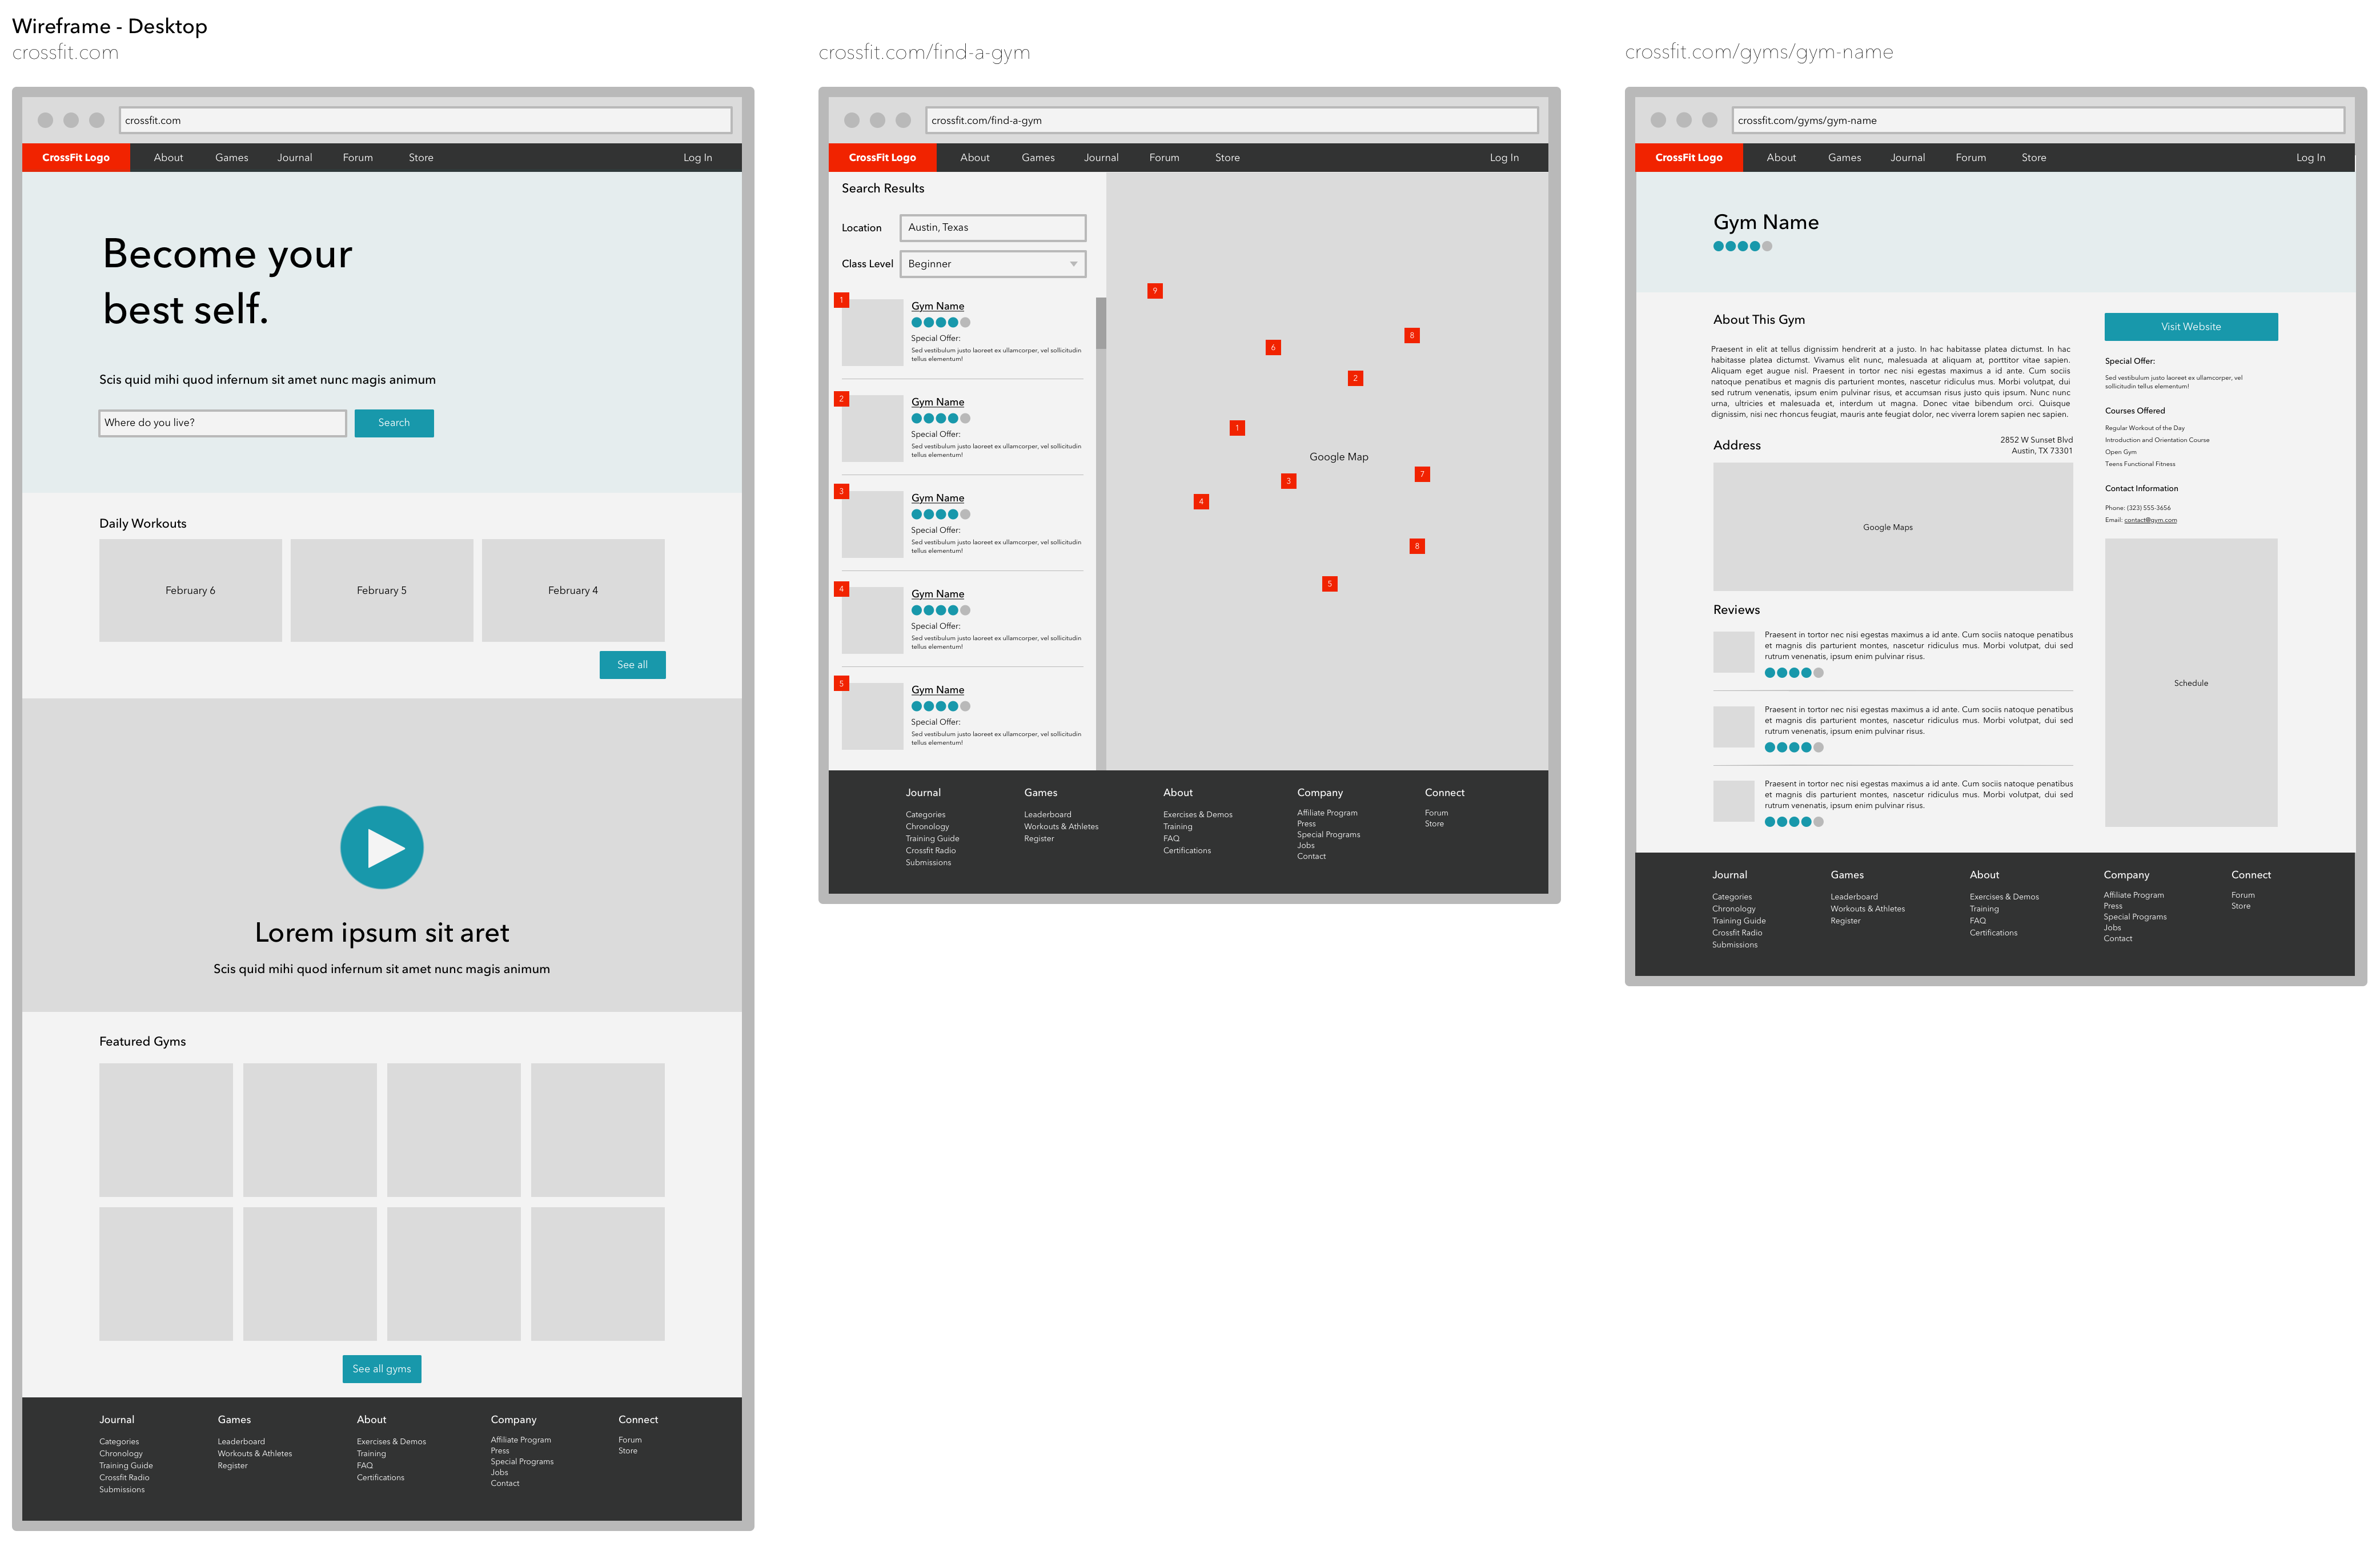 Wireframe - Desktop
crossfit.com
crossfit.com
CrossFit Logo About Games Journal Forum Store Log In
Become your
best self.
Scis quid mihi quod infernum sit amet nunc magis animum
Where do you live? Search
Daily Workouts
February 6 February 5 February 4
See all
Lorem ipsum sit aret
Scis quid mihi quod infernum sit amet nunc magis animum
Featured Gyms
See all gyms
Journal
Categories
Chronology
Training Guide
Crossfit Radio
Submissions
Games
Leaderboard
Workouts & Athletes
Register
About
Exercises & Demos
Training
FAQ
Certifications
Company
Affiliate Program
Press
Special Programs
Jobs
Contact
Connect
Forum
Store
crossfit.com/find-a-gym
crossfit.com/find-a-gym
CrossFit Logo About Games Journal Forum Store Log In
Search Results
Location Austin, Texas
Class Level Beginner
1
Gym Name
Special Offer:
Sed vestibulum justo laoreet ex ullamcorper, vel sollicitudin
tellus elementum!
2
Gym Name
Special Offer:
Sed vestibulum justo laoreet ex ullamcorper, vel sollicitudin
tellus elementum!
3
Gym Name
Special Offer:
Sed vestibulum justo laoreet ex ullamcorper, vel sollicitudin
tellus elementum!
4
Gym Name
Special Offer:
Sed vestibulum justo laoreet ex ullamcorper, vel sollicitudin
tellus elementum!
5
Gym Name
Special Offer:
Sed vestibulum justo laoreet ex ullamcorper, vel sollicitudin
tellus elementum!
9
8
6
2
1
Google Map
7
3
4
8
5
Journal
Categories
Chronology
Training Guide
Crossfit Radio
Submissions
Games
Leaderboard
Workouts & Athletes
Register
About
Exercises & Demos
Training
FAQ
Certifications
Company
Affiliate Program
Press
Special Programs
Jobs
Contact
Connect
Forum
Store
crossfit.com/gyms/gym-name
crossfit.com/gyms/gym-name
CrossFit Logo About Games Journal Forum Store Log In
Gym Name
About This Gym
Praesent in elit at tellus dignissim hendrerit at a justo. In hac habitasse platea dictumst. In hac
habitasse platea dictumst. Vivamus elit nunc, malesuada at aliquam at, porttitor vitae sapien.
Aliquam eget augue nisl. Praesent in tortor nec nisi egestas maximus a id ante. Cum sociis
natoque penatibus et magnis dis parturient montes, nascetur ridiculus mus. Morbi volutpat, dui
sed rutrum venenatis, ipsum enim pulvinar risus, et accumsan risus justo quis ipsum. Nunc nunc
urna, ultricies et malesuada et, interdum ut magna. Donec vitae bibendum orci. Quisque
dignissim, nisi nec rhoncus feugiat, mauris ante feugiat dolor, nec viverra lorem sapien nec sapien.
Address
2852 W Sunset Blvd
Austin, TX 73301
Google Maps
Reviews
Praesent in tortor nec nisi egestas maximus a id ante. Cum sociis natoque penatibus
et magnis dis parturient montes, nascetur ridiculus mus. Morbi volutpat, dui sed
rutrum venenatis, ipsum enim pulvinar risus.
Praesent in tortor nec nisi egestas maximus a id ante. Cum sociis natoque penatibus
et magnis dis parturient montes, nascetur ridiculus mus. Morbi volutpat, dui sed
rutrum venenatis, ipsum enim pulvinar risus.
Praesent in tortor nec nisi egestas maximus a id ante. Cum sociis natoque penatibus
et magnis dis parturient montes, nascetur ridiculus mus. Morbi volutpat, dui sed
rutrum venenatis, ipsum enim pulvinar risus.
Visit Website
Special Offer:
Sed vestibulum justo laoreet ex ullamcorper, vel
sollicitudin tellus elementum!
Courses Offered
Regular Workout of the Day
Introduction and Orientation Course
Open Gym
Teens Functional Fitness
Contact Information
Phone: (323) 555-3656
Email: contact@gym.com
Schedule
Journal
Categories
Chronology
Training Guide
Crossfit Radio
Submissions
Games
Leaderboard
Workouts & Athletes
Register
About
Exercises & Demos
Training
FAQ
Certifications
Company
Affiliate Program
Press
Special Programs
Jobs
Contact
Connect
Forum
Store